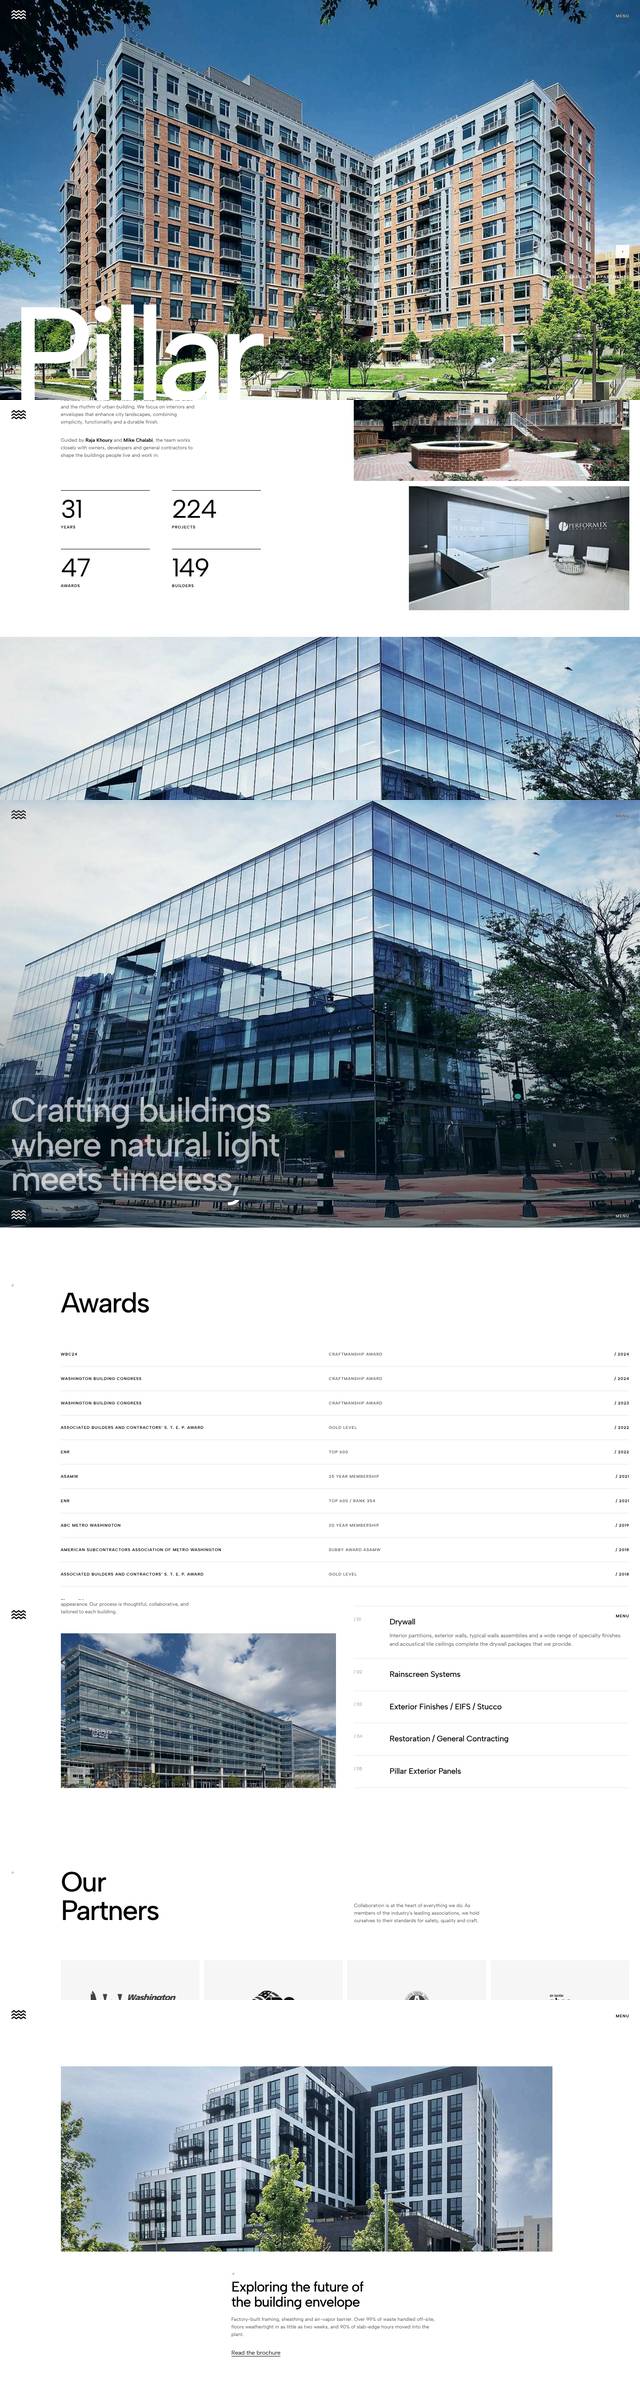 MENU
Pillar
and the rhythm of urban building. We focus on interiors and
envelopes that enhance city landscapes, combining
simplicity, functionality and a durable finish.
Guided by Raja Khoury and Mike Chalabi, the team works
closely with owners, developers and general contractors to
shape the buildings people live and work in.
31
YEARS
224
PROJECTS
47
AWARDS
149
BUILDERS
PERFORMIX
Crafting buildings
where natural light
meets timeless,
MENU
Awards
WBC24 CRAFTMANSHIP AWARD / 2024
WASHINGTON BUILDING CONGRESS CRAFTMANSHIP AWARD / 2024
WASHINGTON BUILDING CONGRESS CRAFTMANSHIP AWARD / 2023
ASSOCIATED BUILDERS AND CONTRACTORS' S. T. E. P. AWARD GOLD LEVEL / 2022
ENR TOP 600 / 2022
ASAMW 25 YEAR MEMBERSHIP / 2021
ENR TOP 600 / RANK 354 / 2021
ABC METRO WASHINGTON 20 YEAR MEMBERSHIP / 2019
AMERICAN SUBCONTRACTORS ASSOCIATION OF METRO WASHINGTON DUBBY AWARD ASAMW / 2018
ASSOCIATED BUILDERS AND CONTRACTORS' S. T. E. P. AWARD GOLD LEVEL / 2018
appearance. Our process is thoughtful, collaborative, and
tailored to each building.
MENU
/ 01 Drywall
Interior partitions, exterior walls, typical walls assemblies and a wide range of specialty finishes
and acoustical tile ceilings complete the drywall packages that we provide.
/ 02 Rainscreen Systems
/ 03 Exterior Finishes / EIFS / Stucco
/ 04 Restoration / General Contracting
/ 05 Pillar Exterior Panels
Our
Partners
Collaboration is at the heart of everything we do. As
members of the industry's leading associations, we hold
ourselves to their standards for safety, quality and craft.
Washington
MENU
Exploring the future of
the building envelope
Factory-built framing, sheathing and air-vapor barrier. Over 99% of waste handled off-site,
floors weathertight in as little as two weeks, and 90% of slab-edge hours moved into the
plant.
Read the brochure